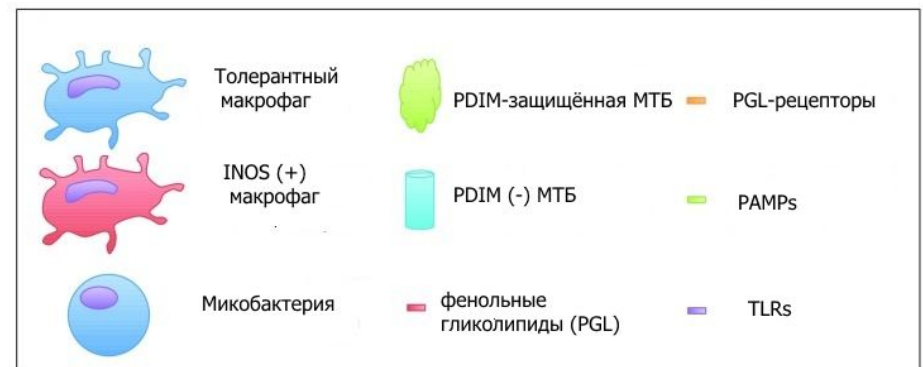 Толерантный
макрофаг
PDIM-защищённая МТБ
PGL-рецепторы
INOS (+)
макрофаг
PDIM (-) МТБ
PAMPs
Микобактерия
фенольные
гликолипиды (PGL)
TLRs